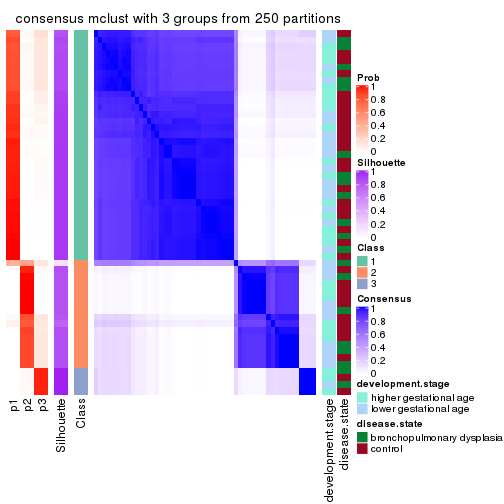 consensus mclust with 3 groups from 250 partitions
Prob
1
0.8
0.6
0.4
0.2
0
Silhouette
1
0.8
0.6
0.4
0.2
0
Class
1
2
3
Consensus
1
0.8
0.6
0.4
0.2
0
development.stage
higher gestational age
lower gestational age
disease.state
bronchopulmonary dysplasia
control
p1
p2
p3
Silhouette
Class
development.stage
disease.state